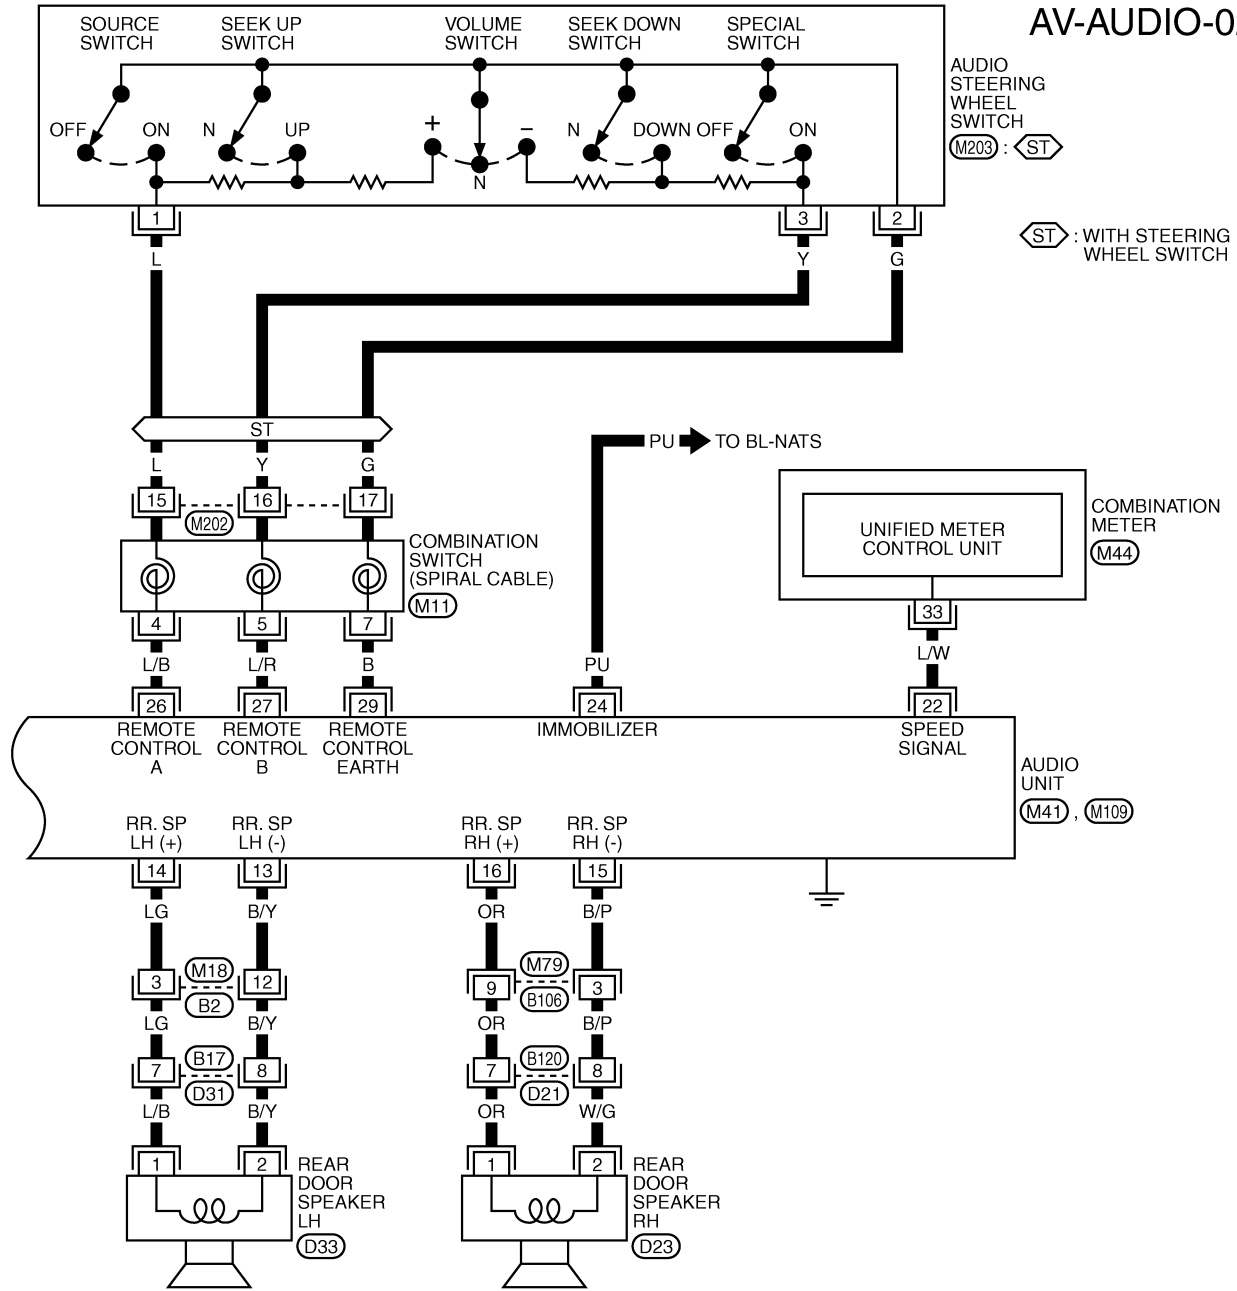 AV-AUDIO-0
SOURCE
SWITCH
SEEK UP
SWITCH
VOLUME
SWITCH
SEEK DOWN
SWITCH
SPECIAL
SWITCH
AUDIO
STEERING
WHEEL
SWITCH
M203 : ST
OFF ON N UP + − N DOWN OFF ON
N
1 3 2
ST : WITH STEERING
WHEEL SWITCH
L Y G
ST
PU TO BL-NATS
L Y G
15 16 17
M202
COMBINATION
SWITCH
(SPIRAL CABLE)
M11
UNIFIED METER
CONTROL UNIT
COMBINATION
METER
M44
4 5 7
33
L/B L/R B PU L/W
26 27 29 24 22
REMOTE
CONTROL
A
REMOTE
CONTROL
B
REMOTE
CONTROL
EARTH
IMMOBILIZER
SPEED
SIGNAL
AUDIO
UNIT
M41 , M109
RR. SP
LH (+)
RR. SP
LH (-)
RR. SP
RH (+)
RR. SP
RH (-)
14 13 16 15
LG B/Y OR B/P
M18 M79
3 12 9 3
B2 B106
LG B/Y OR B/P
B17 B120
7 8 7 8
D31 D21
L/B B/Y OR W/G
1 2 1 2
REAR
DOOR
SPEAKER
LH
D33
REAR
DOOR
SPEAKER
RH
D23